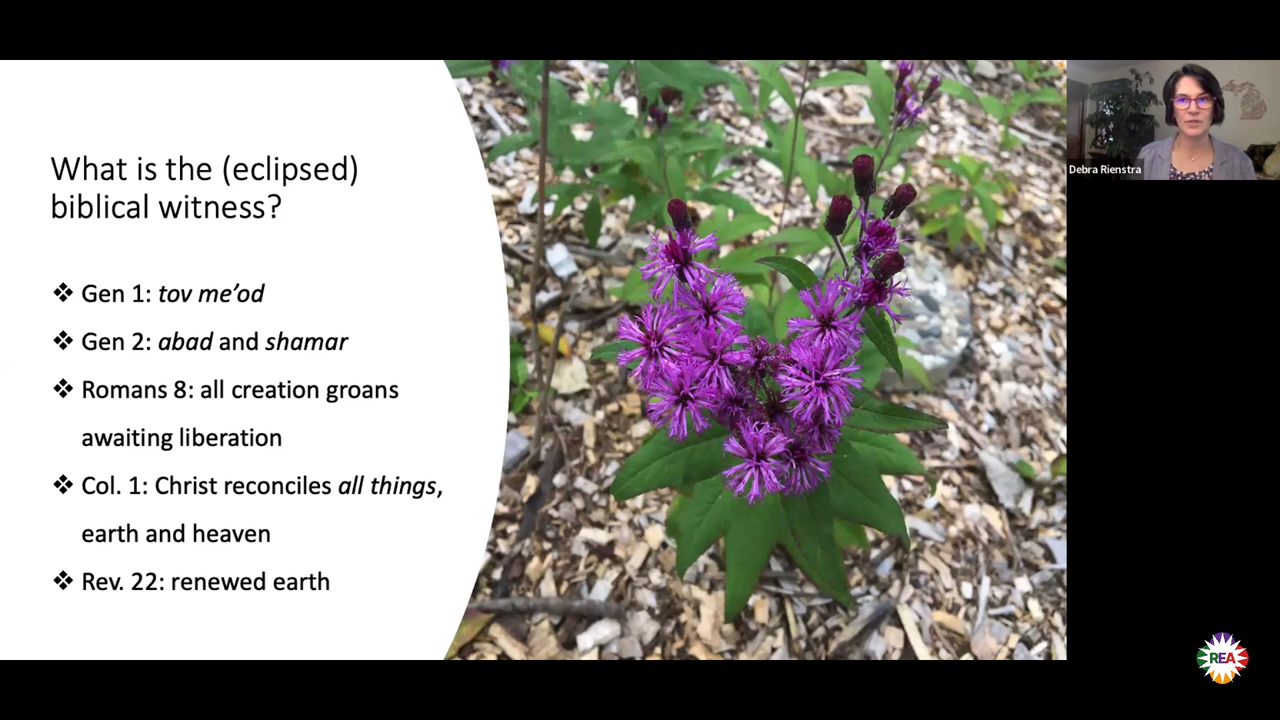 What is the (eclipsed)
biblical witness?
❖ Gen 1: tov me’od
❖ Gen 2: abad and shamar
❖ Romans 8: all creation groans
awaiting liberation
❖ Col. 1: Christ reconciles all things,
earth and heaven
❖ Rev. 22: renewed earth
Debra Rienstra
REA